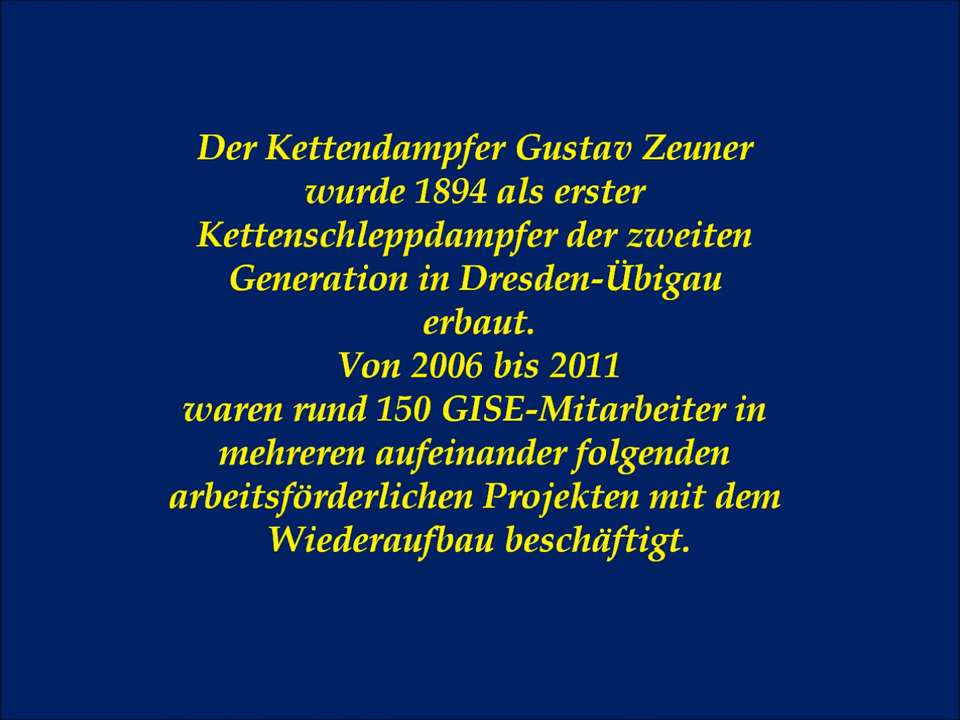 Der Kettendampfer Gustav Zeuner
wurde 1894 als erster
Kettenschleppdampfer der zweiten
Generation in Dresden-Übigau
erbaut.
Von 2006 bis 2011
waren rund 150 GISE-Mitarbeiter in
mehreren aufeinander folgenden
arbeitsförderlichen Projekten mit dem
Wiederaufbau beschäftigt.